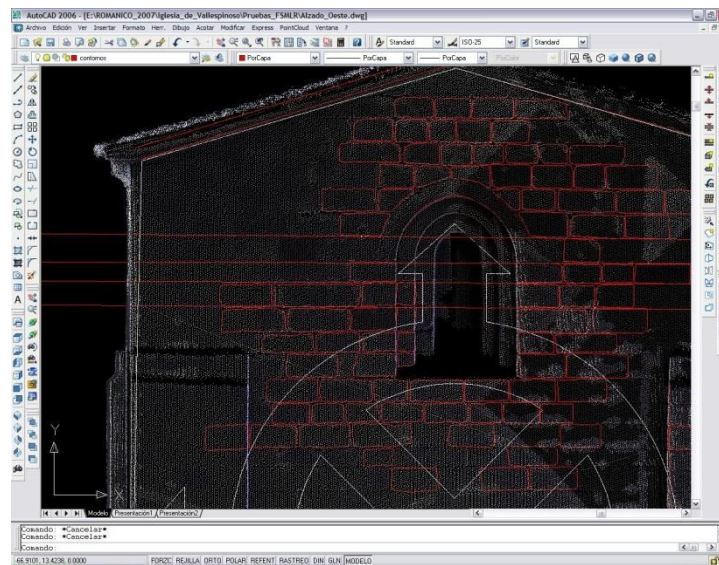 AutoCAD 2006 - [E:\ROMANICO_2007\Iglesia_de_Vallespinoso\Pruebas_FSMLR\Alzado_Oeste.dwg]
Archivo Edición Ver Insertar Formato Herr. Dibujo Acotar Modificar Express PointCloud Ventana ?
Standard ISO-25 Standard
contornos PorCapa PorCapa PorCapa PorColor
A
Y
X
Modelo Presentación1 Presentación2
Comando: *Cancelar*
Comando: *Cancelar*
Comando:
-66.9101, 13.4238, 0.0000 FORZC REJILLA ORTO POLAR REFENT RASTREO DIN GLN MODELO